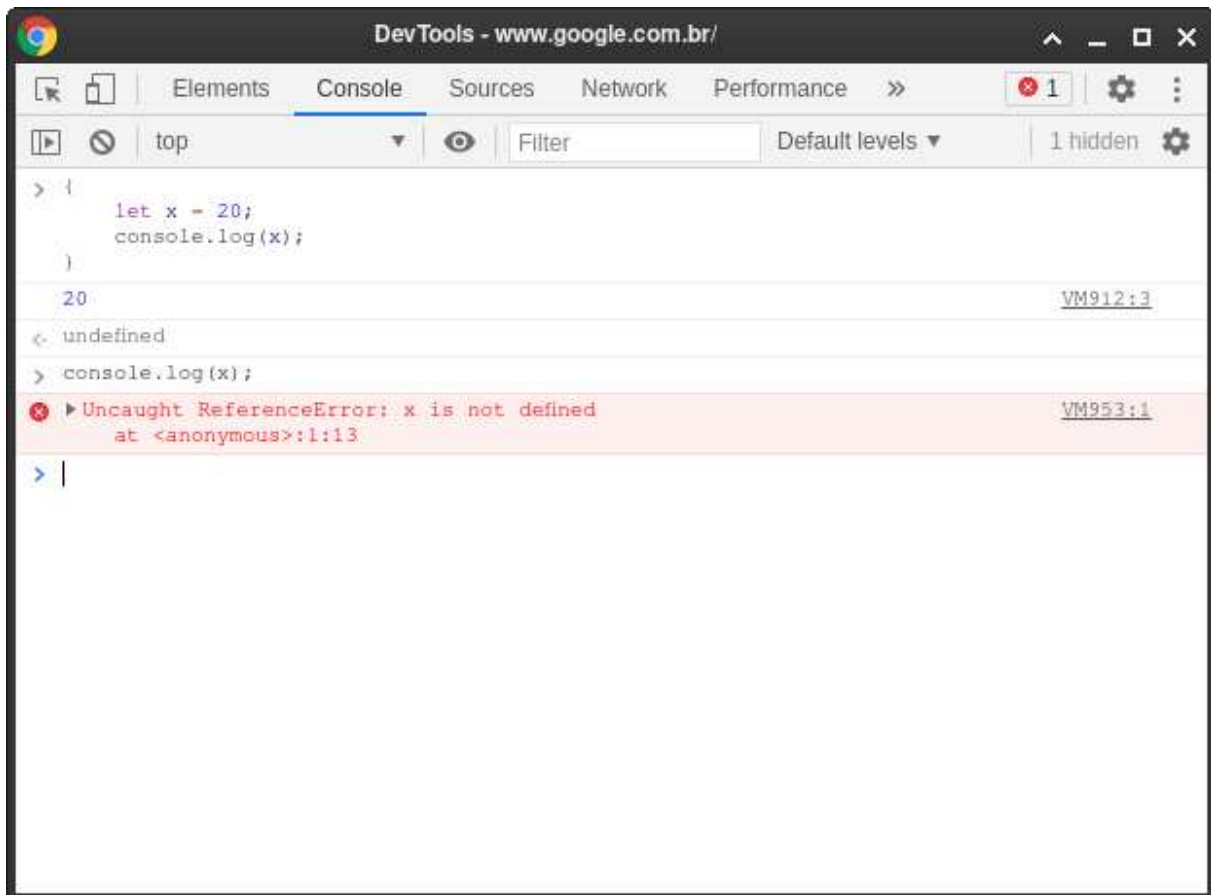 DevTools - www.google.com.br/
Elements Console Sources Network Performance » 1
top Filter Default levels ▼ 1 hidden
> {
let x = 20;
console.log(x);
}
20 VM912:3
undefined
> console.log(x);
Uncaught ReferenceError: x is not defined VM953:1
at <anonymous>:1:13
>